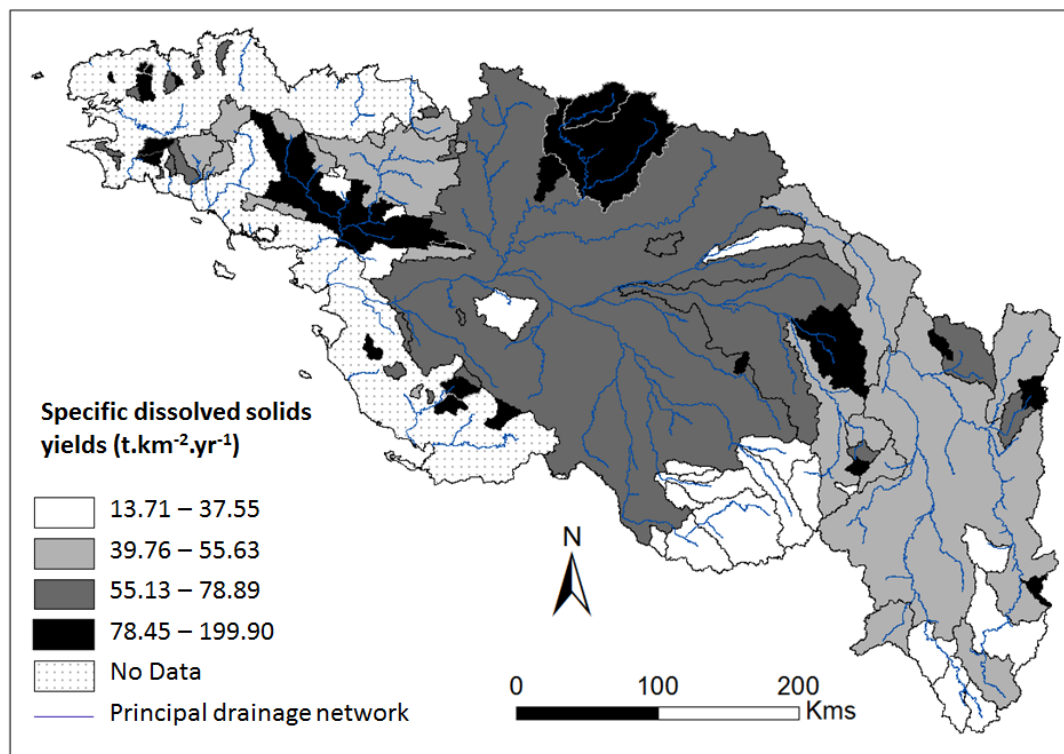 Specific dissolved solids
yields (t.km⁻².yr⁻¹)
13.71 – 37.55
39.76 – 55.63
55.13 – 78.89
78.45 – 199.90
No Data
Principal drainage network
N
0 100 200
Kms